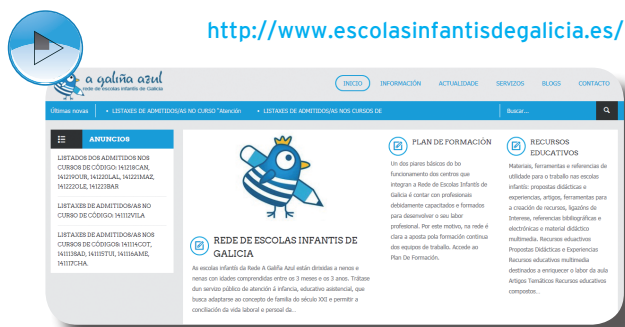 http://www.escolasinfantisdegalicia.es/
a galiña azul
rede de escolas infantís de Galicia
INICIO INFORMACIÓN ACTUALIDADE SERVIZOS BLOGS CONTACTO
Últimas novas • LISTAXES DE ADMITIDOS/AS NO CURSO "Atención • LISTAXES DE ADMITIDOS/AS NOS CURSOS DE Buscar...
ANUNCIOS
LISTADOS DOS ADMITIDOS NOS
CURSOS DE CÓDIGO: 141218CAN,
141219OUR, 141220LAL, 141221MAZ,
141222OLE, 141223BAR
LISTAXES DE ADMITIDOS/AS NO
CURSO DE CÓDIGO: 141112VILA
LISTAXES DE ADMITIDOS/AS NOS
CURSOS DE CÓDIGOS: 141114COT,
141113SAD, 141115TUI, 141116AME,
141117CHA.
REDE DE ESCOLAS INFANTIS DE
GALICIA
As escolas infantís da Rede A Galiña Azul están dirixidas a nenos e
nenas con idades comprendidas entre os 3 meses e os 3 anos. Trátase
dun servizo público de atención á infancia, educativo asistencial, que
busca adaptarse ao concepto de familia do século XXI e permitir a
conciliación da vida laboral e persoal da...
PLAN DE FORMACIÓN
Un dos piares básicos do bo
funcionamento dos centros que
integran a Rede de Escolas Infantís de
Galicia é contar con profesionais
debidamente capacitados e formados
para desenvolver o seu labor
profesional. Por este motivo, na rede é
clara a aposta pola formación continua
dos equipos de traballo. Accede ao
Plan De Formación.
RECURSOS
EDUCATIVOS
Materiais, ferramentas e referencias de
utilidade para o traballo nas escolas
infantís: propostas didácticas e
experiencias, artigos, ferramentas para
a creación de recursos, ligazóns de
Interese, referencias bibliográficas e
electrónicas e material didáctico
multimedia. Recursos eduactivos
Propostas Didácticas e Experiencias
Recursos educativos multimedia
destinados a enriquecer o labor da aula
Artigos Temáticos Recursos educativos
compostos...